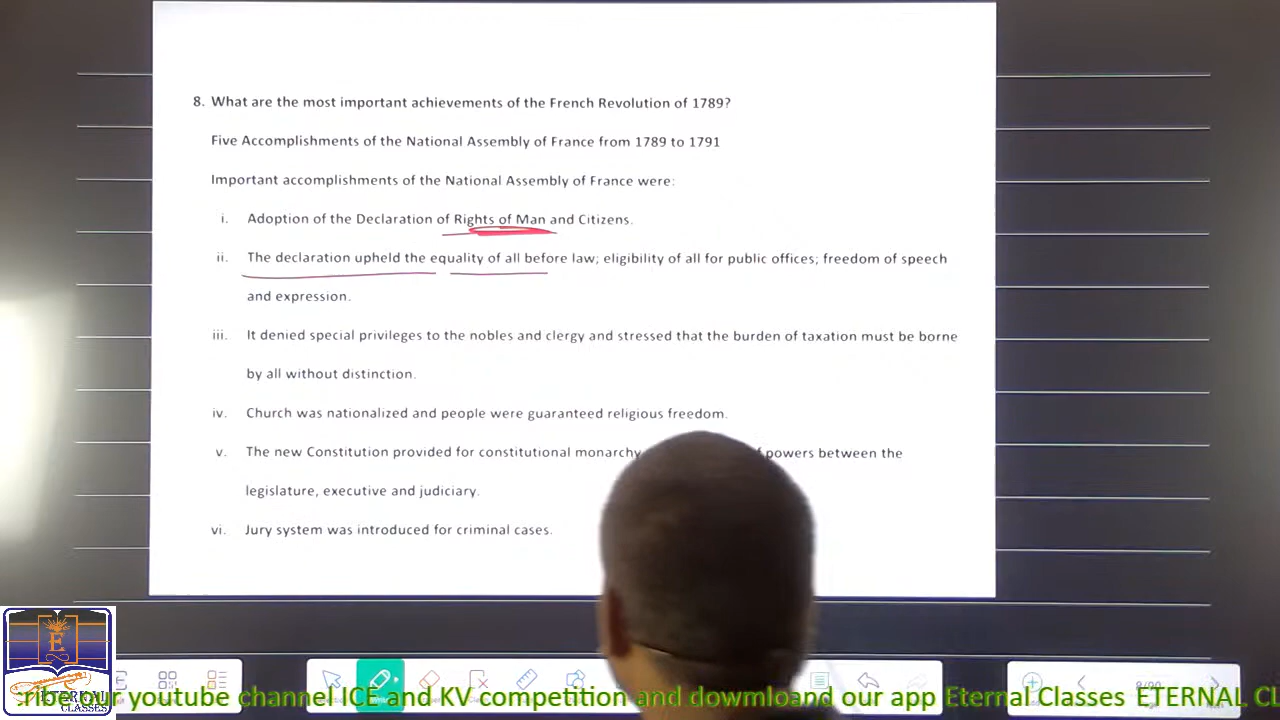 8. What are the most important achievements of the French Revolution of 1789?
Five Accomplishments of the National Assembly of France from 1789 to 1791
Important accomplishments of the National Assembly of France were:
i. Adoption of the Declaration of Rights of Man and Citizens.
ii. The declaration upheld the equality of all before law; eligibility of all for public offices; freedom of speech
and expression.
iii. It denied special privileges to the nobles and clergy and stressed that the burden of taxation must be borne
by all without distinction.
iv. Church was nationalized and people were guaranteed religious freedom.
v. The new Constitution provided for constitutional monarchy powers between the
legislature, executive and judiciary.
vi. Jury system was introduced for criminal cases.
E
ETERNAL
CLASSES
our youtube channel ICE and KV competition and dowmloand our app Eternal Classes ETERNAL